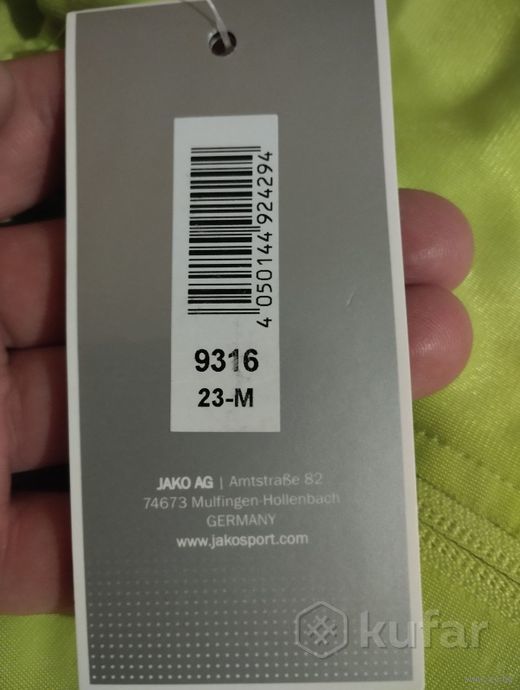 4 050144 924294
9316
23-M
JAKO AG | Amtstraße 82
74673 Mulfingen-Hollenbach
GERMANY
www.jakosport.com
kufar